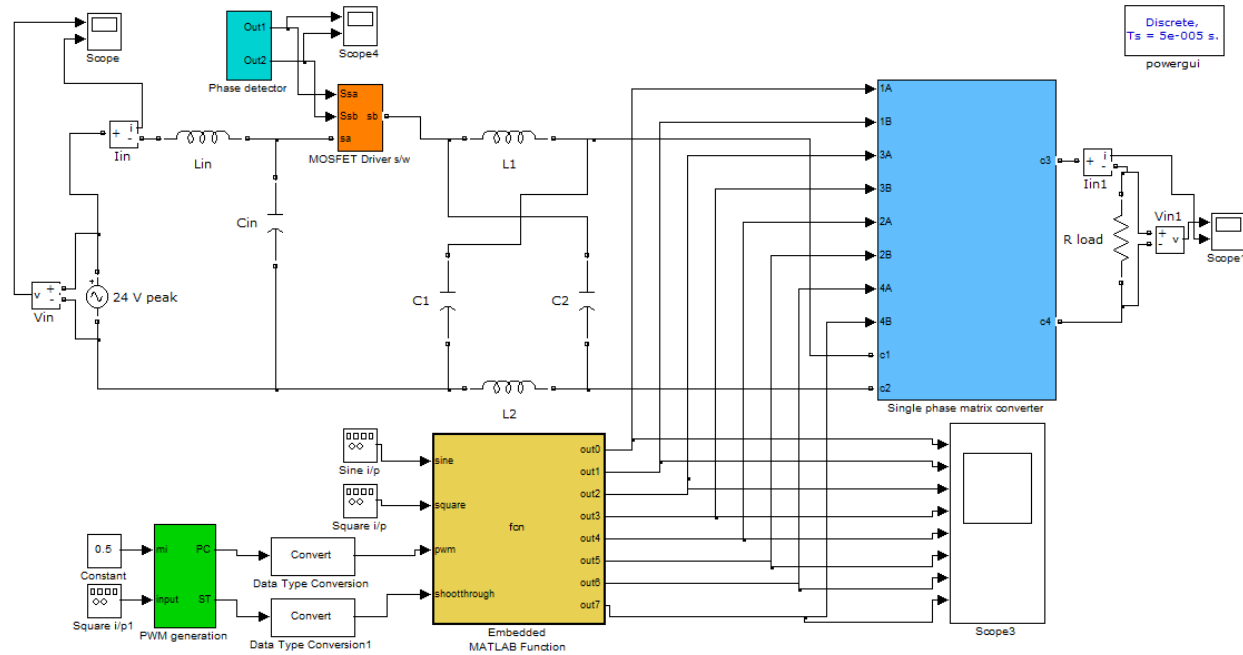 Discrete,
Ts = 5e-005 s.
powergui
Scope
Out1
Out2
Phase detector
Scope4
Ssa
Ssb
sb
sa
MOSFET Driver s/w
+
i
-
Iin
Lin
L1
Cin
C1
C2
L2
v
+
-
Vin
+
24 V peak
1A
1B
3A
3B
2A
2B
4A
4B
c1
c2
c3
c4
Single phase matrix converter
+
i
-
Iin1
R load
Vin1
+
-
v
Scope1
Sine i/p
Square i/p
0.5
Constant
Square i/p1
mi
PC
input
ST
PWM generation
Convert
Data Type Conversion
Convert
Data Type Conversion1
sine
square
pwm
shootthrough
fcn
out0
out1
out2
out3
out4
out5
out6
out7
Embedded
MATLAB Function
Scope3